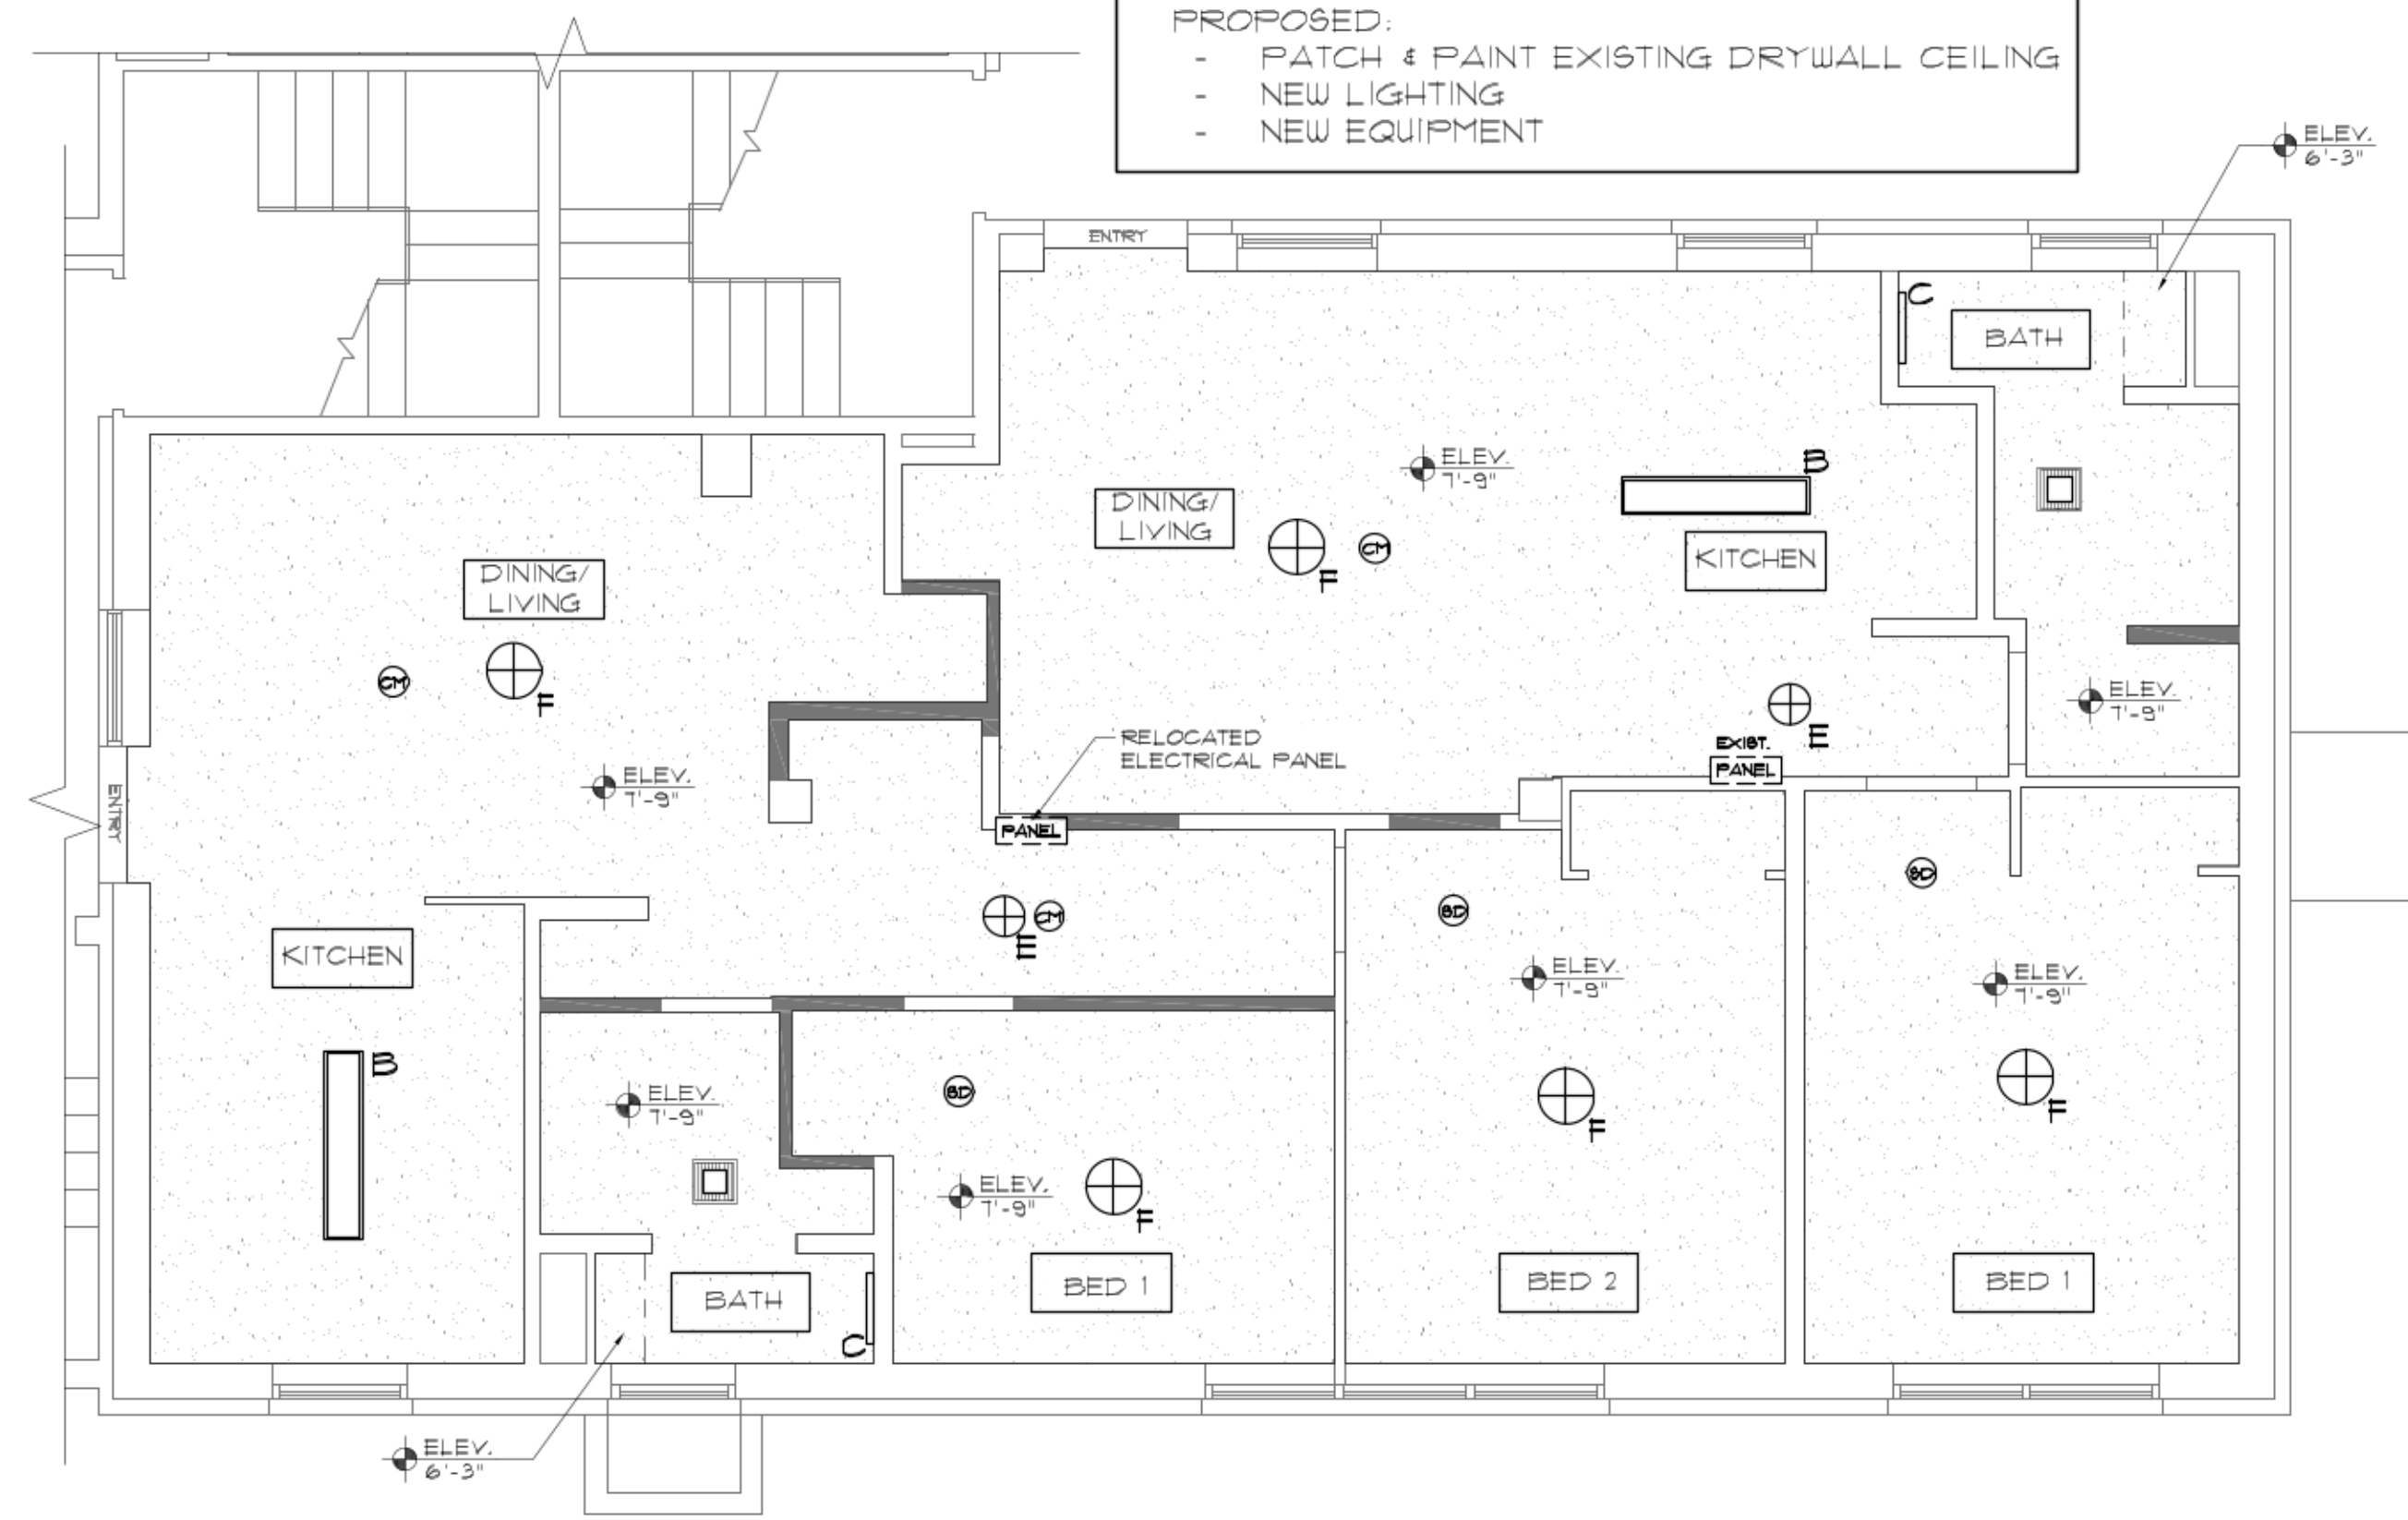 PROPOSED:
- PATCH & PAINT EXISTING DRYWALL CEILING
- NEW LIGHTING
- NEW EQUIPMENT
ELEV.
6'-3"
ENTRY
C
BATH
ELEV.
7'-9"
B
DINING/
LIVING
F
CM
KITCHEN
DINING/
LIVING
CM
F
ELEV.
7'-9"
E
RELOCATED
ELECTRICAL PANEL
EXIST.
PANEL
ELEV.
7'-9"
ENTRY
PANEL
SD
SD
E
CM
KITCHEN
ELEV.
7'-9"
ELEV.
7'-9"
B
ELEV.
7'-9"
SD
F
F
ELEV.
7'-9"
F
BED 1
BED 2
BED 1
BATH
C
ELEV.
6'-3"